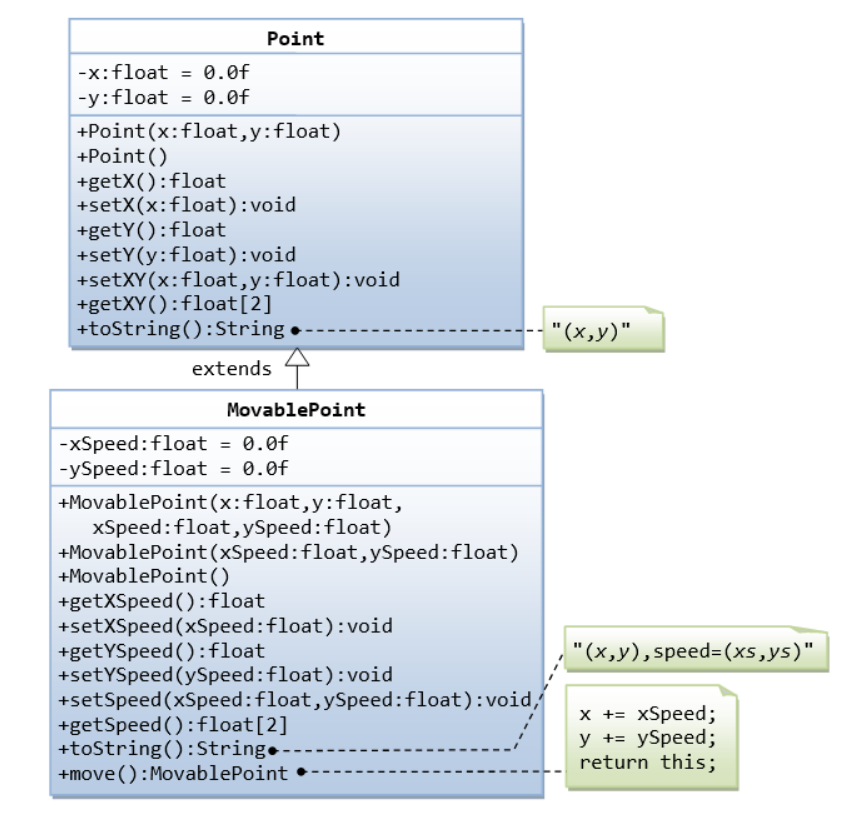 Point
-x:float = 0.0f
-y:float = 0.0f
+Point(x:float,y:float)
+Point()
+getX():float
+setX(x:float):void
+getY():float
+setY(y:float):void
+setXY(x:float,y:float):void
+getXY():float[2]
+toString():String
"(x,y)"
extends
MovablePoint
-xSpeed:float = 0.0f
-ySpeed:float = 0.0f
+MovablePoint(x:float,y:float,
xSpeed:float,ySpeed:float)
+MovablePoint(xSpeed:float,ySpeed:float)
+MovablePoint()
+getXSpeed():float
+setXSpeed(xSpeed:float):void
+getYSpeed():float
+setYSpeed(ySpeed:float):void
+setSpeed(xSpeed:float,ySpeed:float):void
+getSpeed():float[2]
+toString():String
+move():MovablePoint
"(x,y),speed=(xs,ys)"
x += xSpeed;
y += ySpeed;
return this;